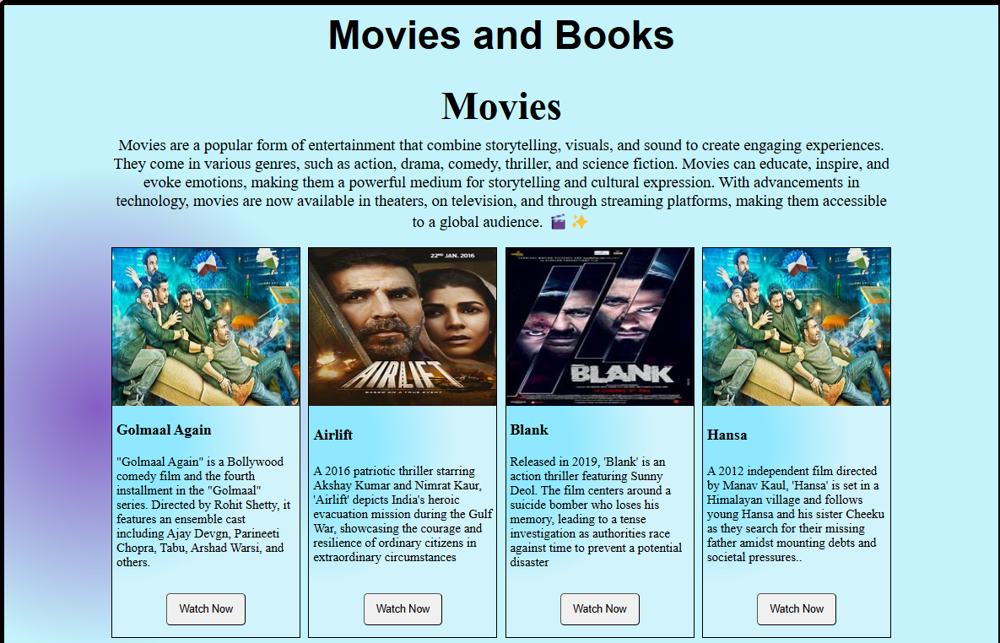 Movies and Books
Movies
Movies are a popular form of entertainment that combine storytelling, visuals, and sound to create engaging experiences.
They come in various genres, such as action, drama, comedy, thriller, and science fiction. Movies can educate, inspire, and
evoke emotions, making them a powerful medium for storytelling and cultural expression. With advancements in
technology, movies are now available in theaters, on television, and through streaming platforms, making them accessible
to a global audience. 🎬 ✨
22ND JAN. 2016
AIRLIFT
BASED ON A TRUE EVENT
BLANK
Golmaal Again
"Golmaal Again" is a Bollywood
comedy film and the fourth
installment in the "Golmaal"
series. Directed by Rohit Shetty, it
features an ensemble cast
including Ajay Devgn, Parineeti
Chopra, Tabu, Arshad Warsi, and
others.
Watch Now
Airlift
A 2016 patriotic thriller starring
Akshay Kumar and Nimrat Kaur,
'Airlift' depicts India's heroic
evacuation mission during the Gulf
War, showcasing the courage and
resilience of ordinary citizens in
extraordinary circumstances
Watch Now
Blank
Released in 2019, 'Blank' is an
action thriller featuring Sunny
Deol. The film centers around a
suicide bomber who loses his
memory, leading to a tense
investigation as authorities race
against time to prevent a potential
disaster
Watch Now
Hansa
A 2012 independent film directed
by Manav Kaul, 'Hansa' is set in a
Himalayan village and follows
young Hansa and his sister Cheeku
as they search for their missing
father amidst mounting debts and
societal pressures..
Watch Now